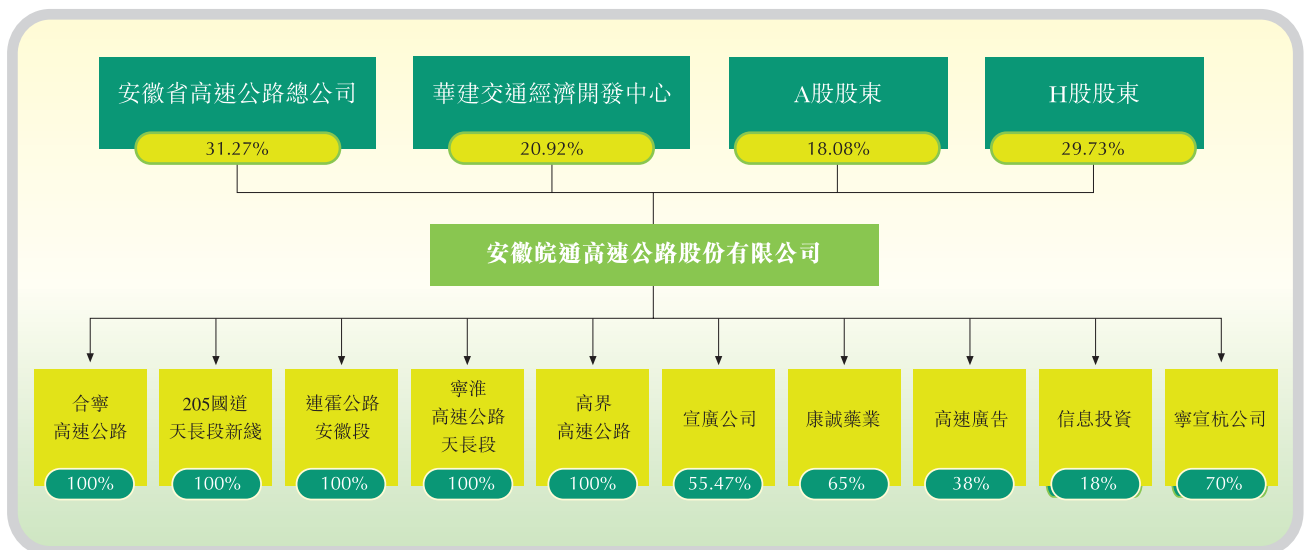 安徽省高速公路總公司
31.27%
華建交通經濟開發中心
20.92%
A股股東
18.08%
H股股東
29.73%
安徽皖通高速公路股份有限公司
合寧
高速公路
100%
205國道
天長段新綫
100%
連霍公路
安徽段
100%
寧淮
高速公路
天長段
100%
高界
高速公路
100%
宣廣公司
55.47%
康誠藥業
65%
高速廣告
38%
信息投資
18%
寧宣杭公司
70%